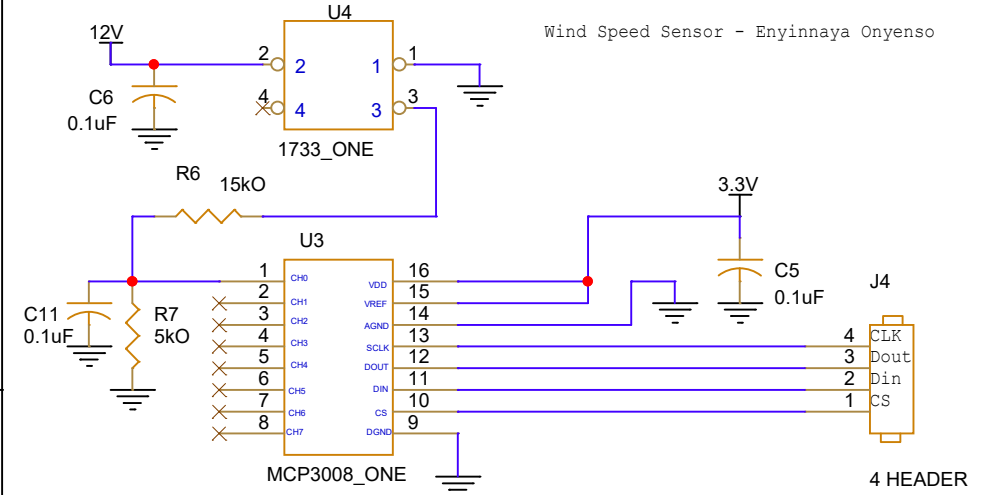 U4
Wind Speed Sensor - Enyinnaya Onyenso
12V
2 2 1 1
4 4 3 3
C6
0.1uF
1733_ONE
R6 15kO
3.3V
U3
1 CH0 VDD 16
2 CH1 VREF 15
3 CH2 AGND 14
4 CH3 SCLK 13
5 CH4 DOUT 12
6 CH5 DIN 11
7 CH6 CS 10
8 CH7 DGND 9
MCP3008_ONE
C11
0.1uF
R7
5kO
C5
0.1uF
J4
4 CLK
3 Dout
2 Din
1 CS
4 HEADER